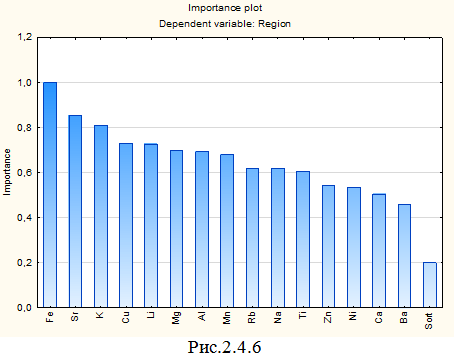 Importance plot
Dependent variable: Region
1,2
1,0
0,8
0,6
0,4
0,2
0,0
Importance
Fe Sr K Cu Li Mg Al Mn Rb Na Ti Zn Ni Ca Ba Sort
Рис.2.4.6